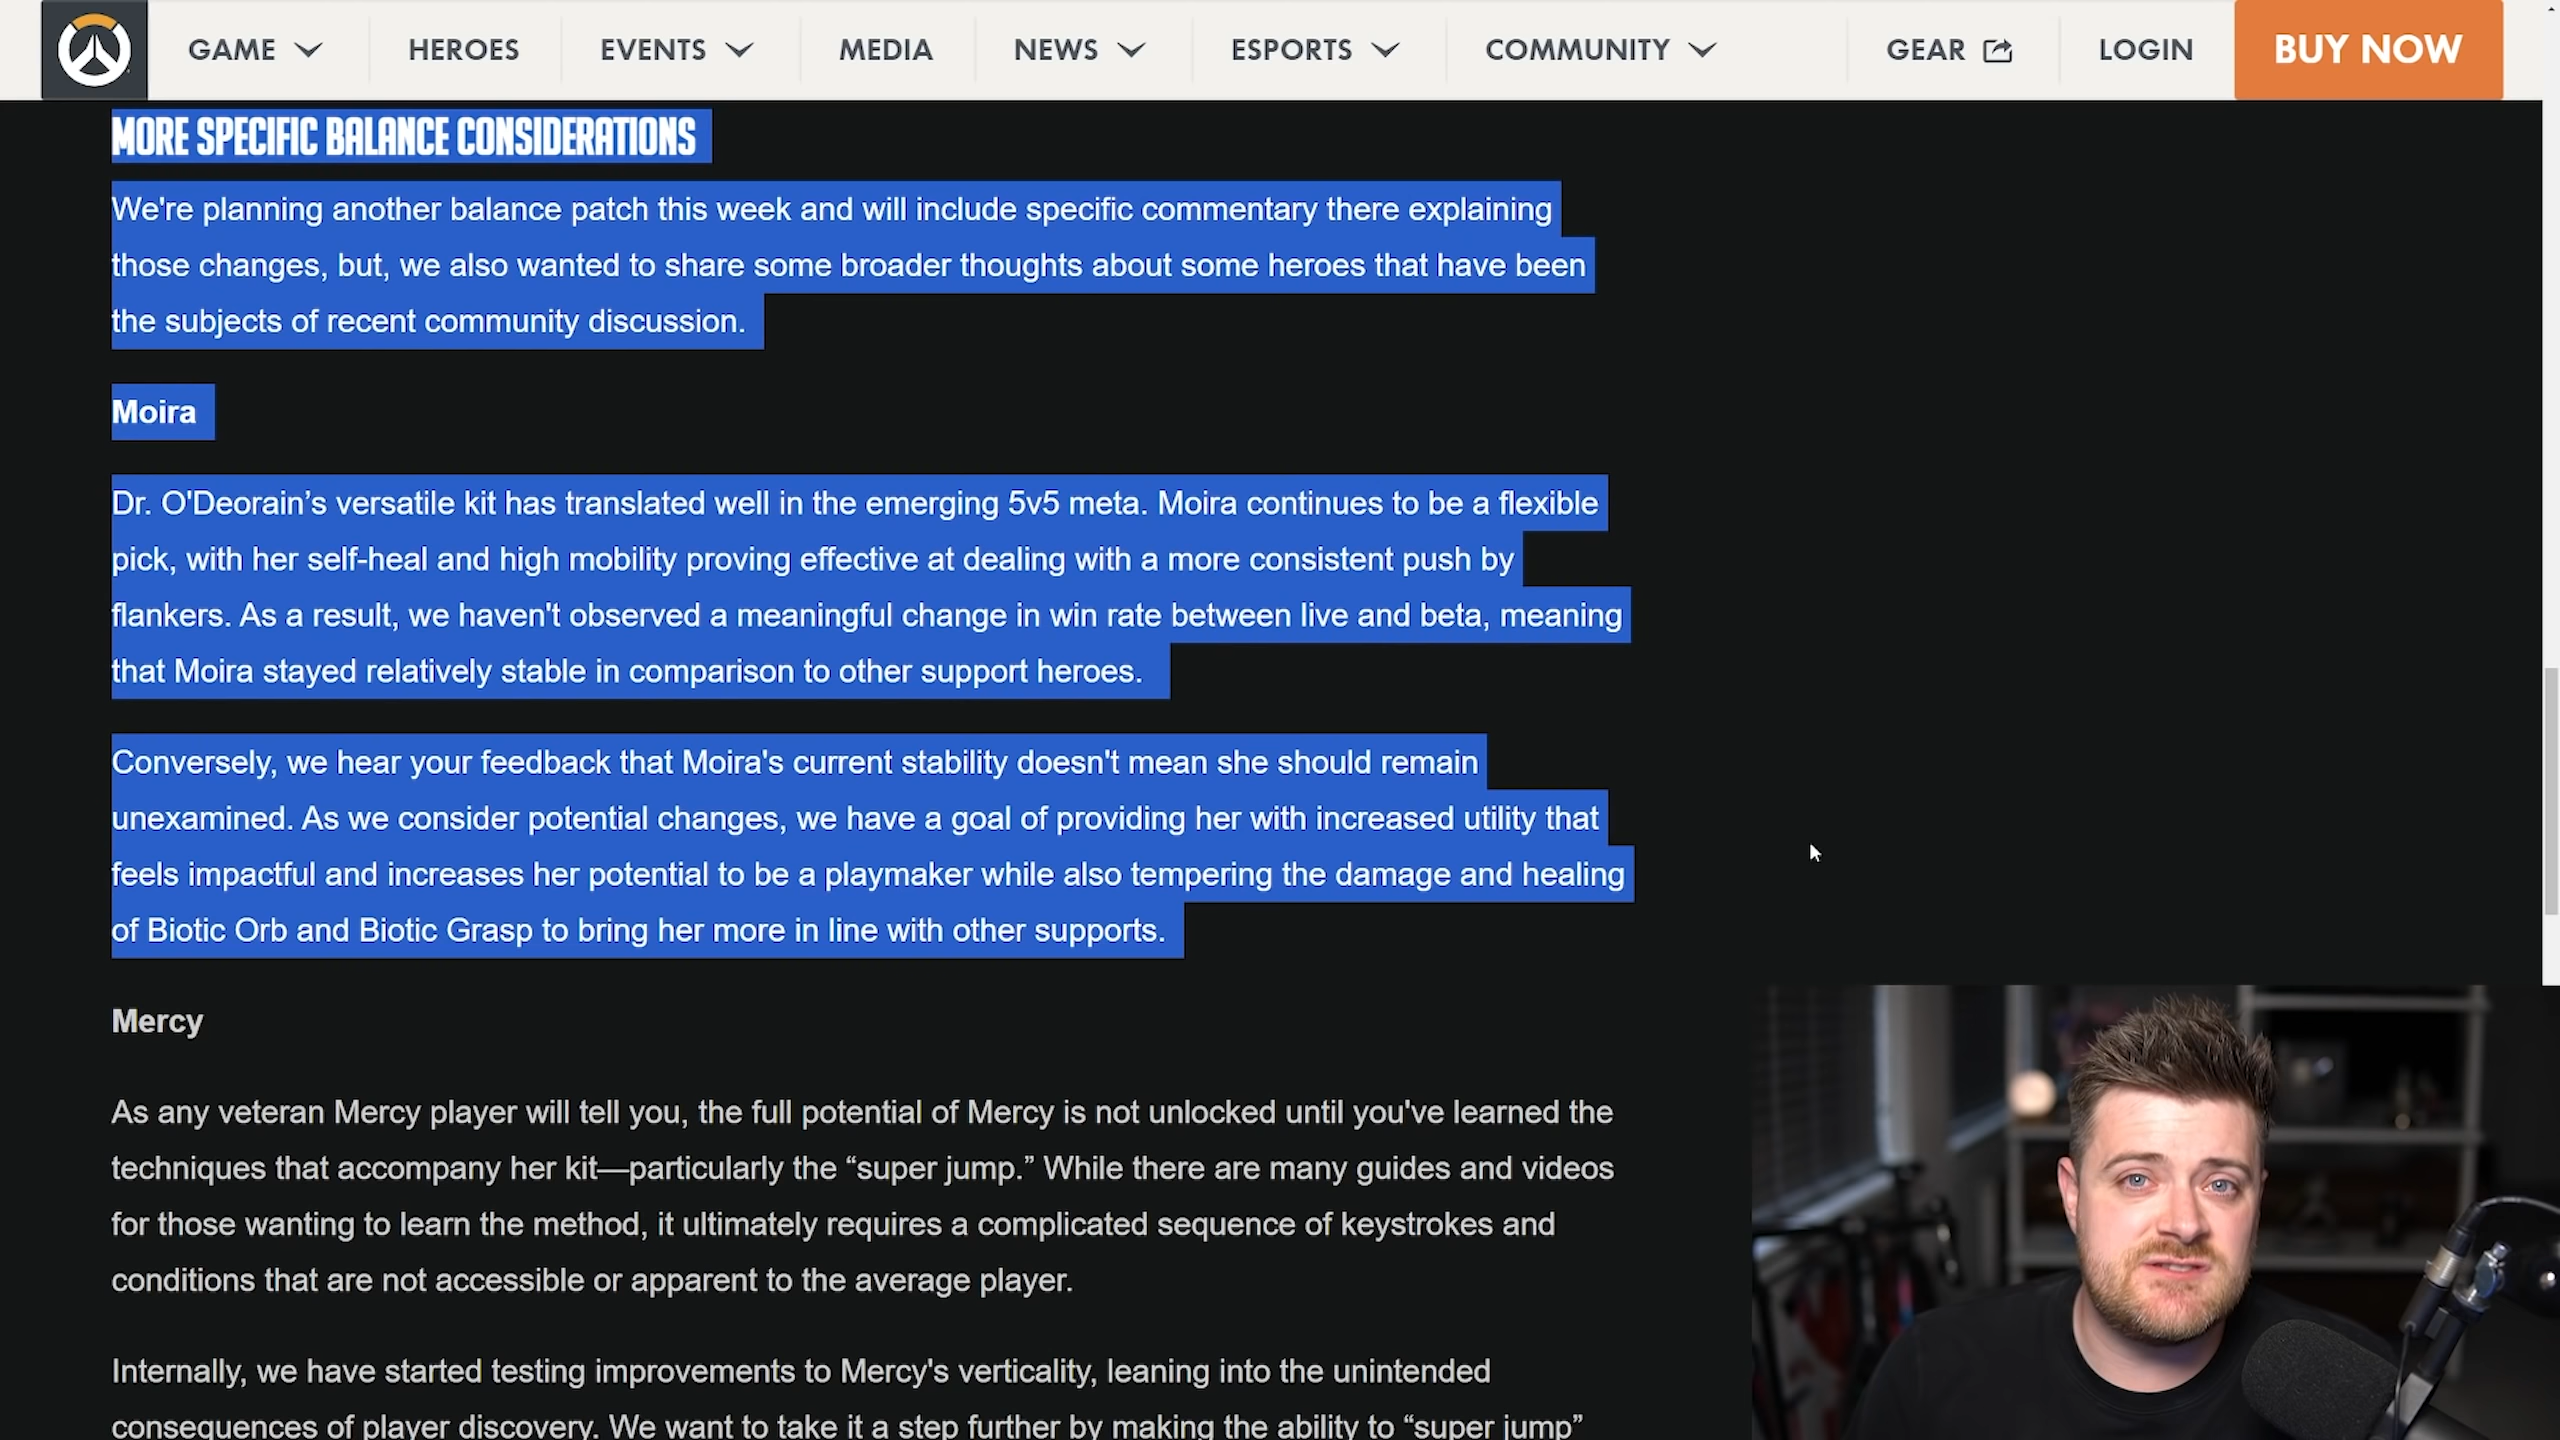 GAME HEROES EVENTS MEDIA NEWS ESPORTS COMMUNITY GEAR LOGIN BUY NOW
MORE SPECIFIC BALANCE CONSIDERATIONS
We're planning another balance patch this week and will include specific commentary there explaining
those changes, but, we also wanted to share some broader thoughts about some heroes that have been
the subjects of recent community discussion.
Moira
Dr. O'Deorain’s versatile kit has translated well in the emerging 5v5 meta. Moira continues to be a flexible
pick, with her self-heal and high mobility proving effective at dealing with a more consistent push by
flankers. As a result, we haven't observed a meaningful change in win rate between live and beta, meaning
that Moira stayed relatively stable in comparison to other support heroes.
Conversely, we hear your feedback that Moira's current stability doesn't mean she should remain
unexamined. As we consider potential changes, we have a goal of providing her with increased utility that
feels impactful and increases her potential to be a playmaker while also tempering the damage and healing
of Biotic Orb and Biotic Grasp to bring her more in line with other supports.
Mercy
As any veteran Mercy player will tell you, the full potential of Mercy is not unlocked until you've learned the
techniques that accompany her kit—particularly the “super jump.” While there are many guides and videos
for those wanting to learn the method, it ultimately requires a complicated sequence of keystrokes and
conditions that are not accessible or apparent to the average player.
Internally, we have started testing improvements to Mercy's verticality, leaning into the unintended
consequences of player discovery. We want to take it a step further by making the ability to “super jump”